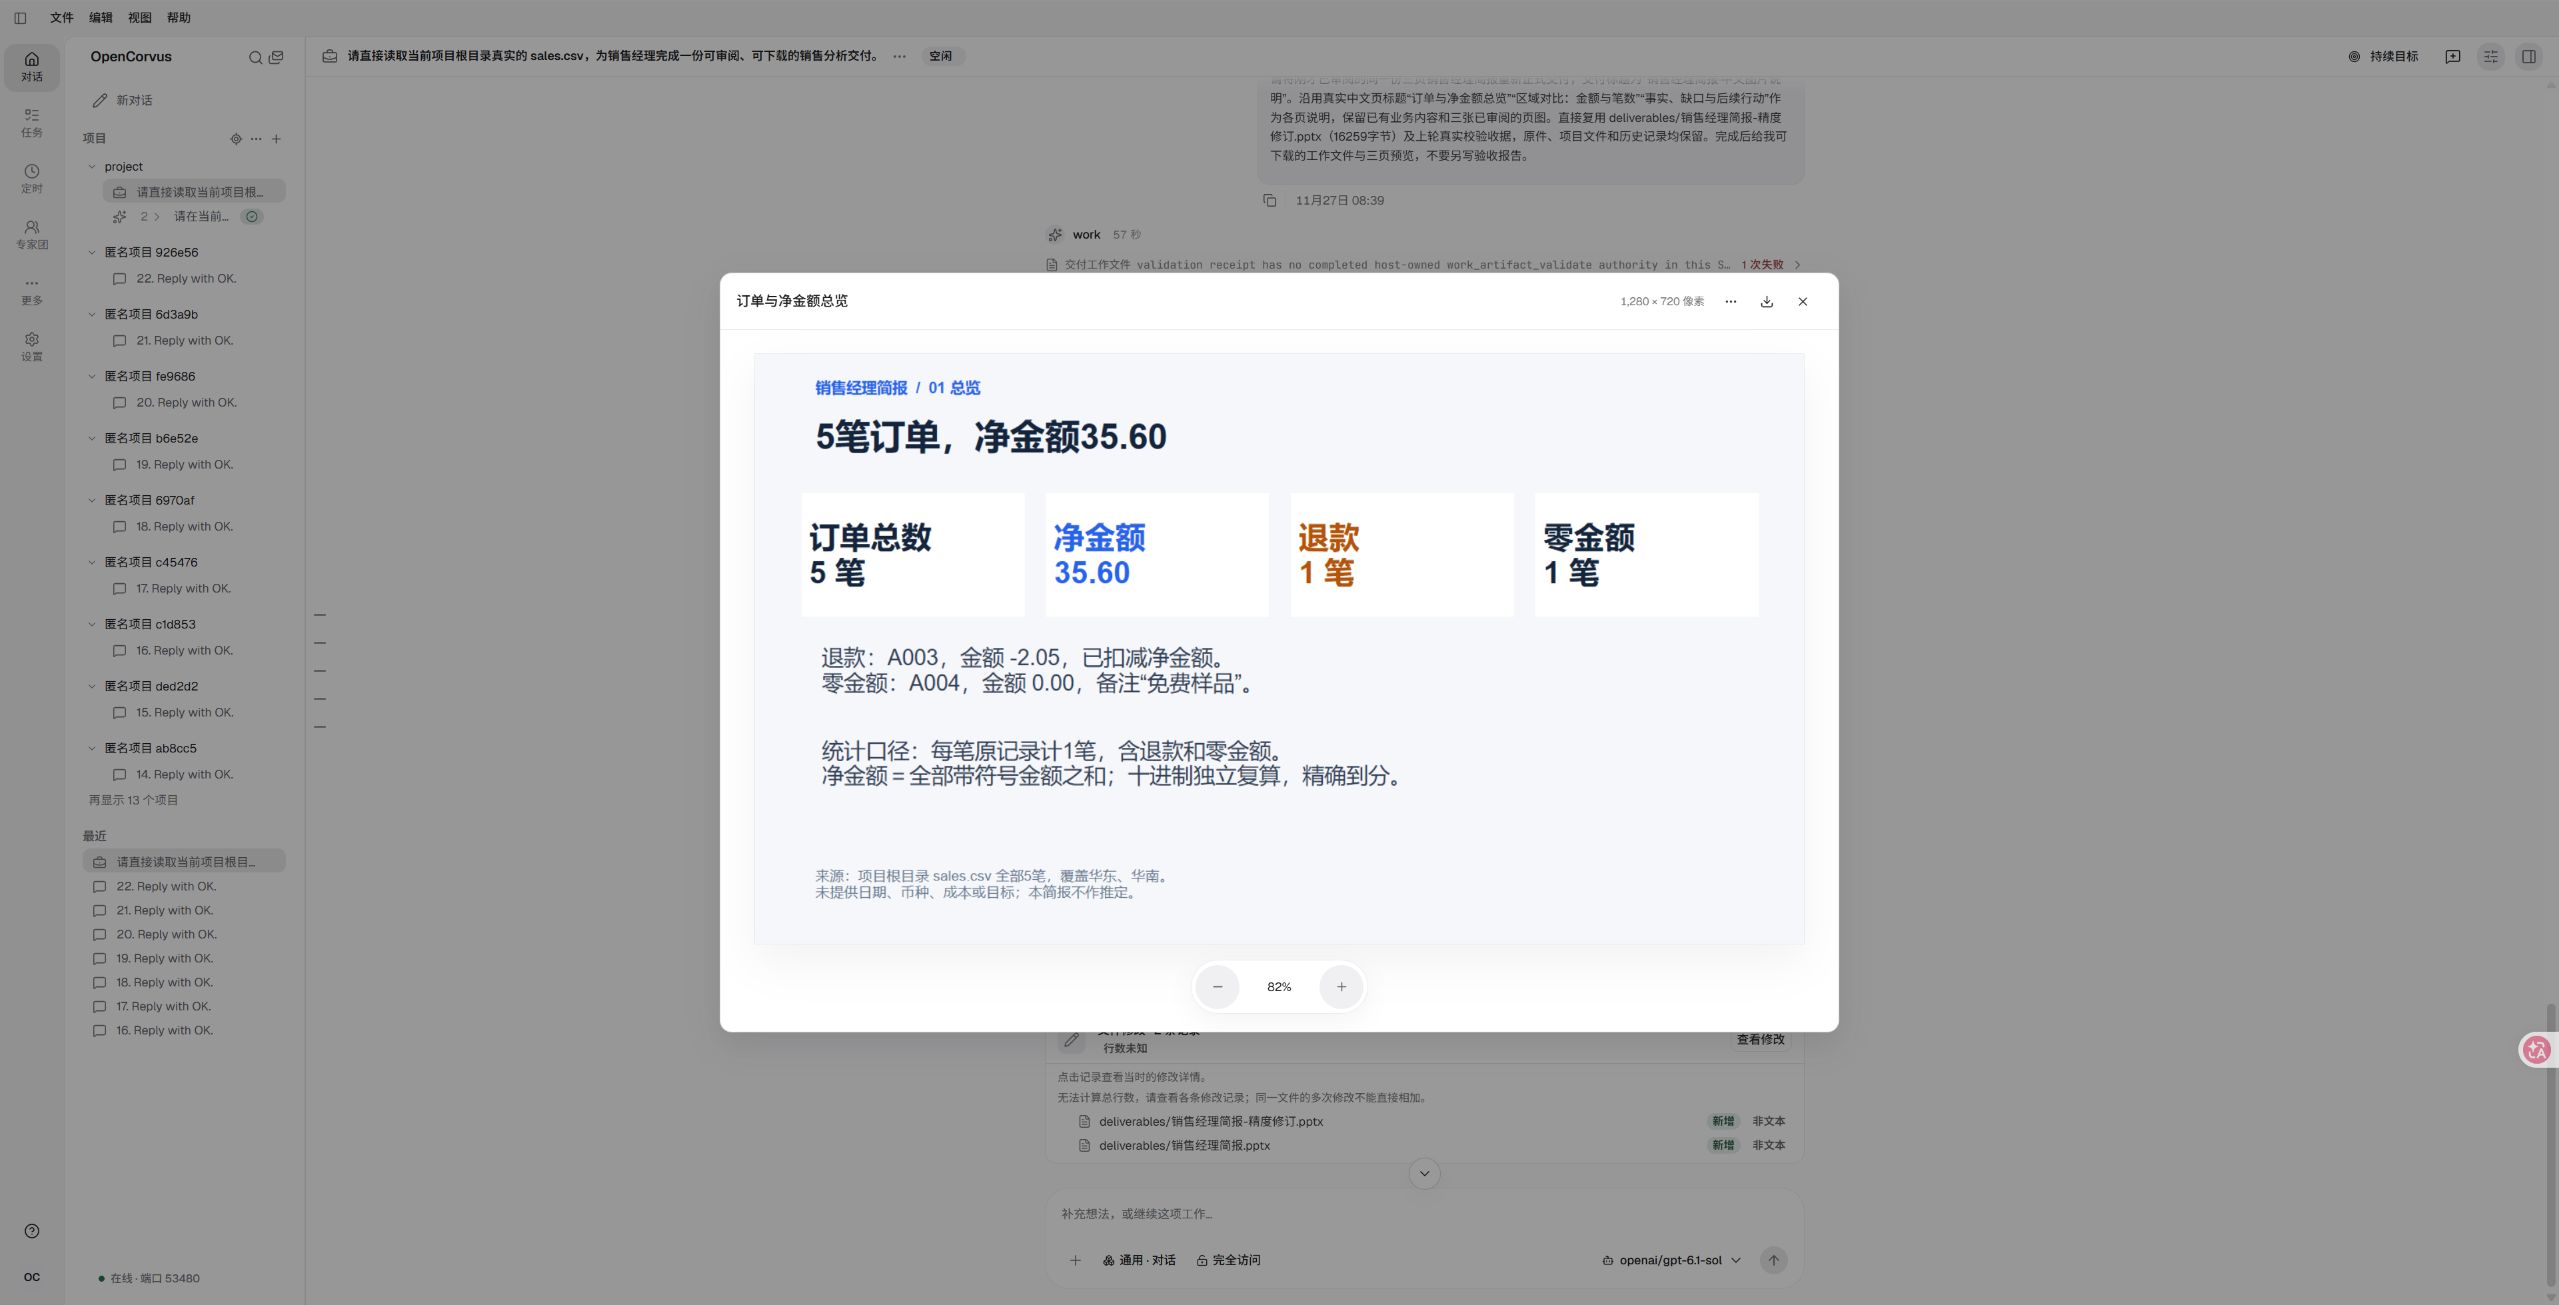 文件 编辑 视图 帮助
对话
任务
定时
专家团
更多
设置
OC
OpenCorvus
新对话
项目
project
请直接读取当前项目根...
2 请在当前...
匿名项目 926e56
22. Reply with OK.
匿名项目 6d3a9b
21. Reply with OK.
匿名项目 fe9686
20. Reply with OK.
匿名项目 b6e52e
19. Reply with OK.
匿名项目 6970af
18. Reply with OK.
匿名项目 c45476
17. Reply with OK.
匿名项目 c1d853
16. Reply with OK.
匿名项目 ded2d2
15. Reply with OK.
匿名项目 ab8cc5
14. Reply with OK.
再显示 13 个项目
最近
请直接读取当前项目根目...
22. Reply with OK.
21. Reply with OK.
20. Reply with OK.
19. Reply with OK.
18. Reply with OK.
17. Reply with OK.
16. Reply with OK.
在线 · 端口 53480
请直接读取当前项目根目录真实的 sales.csv，为销售经理完成一份可审阅、可下载的销售分析交付。 ... 空闲
持续目标
明”。沿用真实中文页标题“订单与净金额总览”“区域对比：金额与笔数”“事实、缺口与后续行动”作
为各页说明，保留已有业务内容和三张已审阅的页图。直接复用 deliverables/销售经理简报-精度
修订.pptx（16259字节）及上轮真实校验收据，原件、项目文件和历史记录均保留。完成后给我可
下载的工作文件与三页预览，不要另写验收报告。
11月27日 08:39
work 57 秒
交付工作文件 validation receipt has no completed host-owned work_artifact_validate authority in this S… 1 次失败
订单与净金额总览
1,280 × 720 像素
销售经理简报 / 01 总览
5笔订单，净金额35.60
订单总数
5 笔
净金额
35.60
退款
1 笔
零金额
1 笔
退款：A003，金额 -2.05，已扣减净金额。
零金额：A004，金额 0.00，备注“免费样品”。
统计口径：每笔原记录计1笔，含退款和零金额。
净金额＝全部带符号金额之和；十进制独立复算，精确到分。
来源：项目根目录 sales.csv 全部5笔，覆盖华东、华南。
未提供日期、币种、成本或目标；本简报不作推定。
82%
行数未知
查看修改
点击记录查看当时的修改详情。
无法计算总行数，请查看各条修改记录；同一文件的多次修改不能直接相加。
deliverables/销售经理简报-精度修订.pptx 新增 非文本
deliverables/销售经理简报.pptx 新增 非文本
补充想法，或继续这项工作...
通用 · 对话 完全访问 openai/gpt-6.1-sol